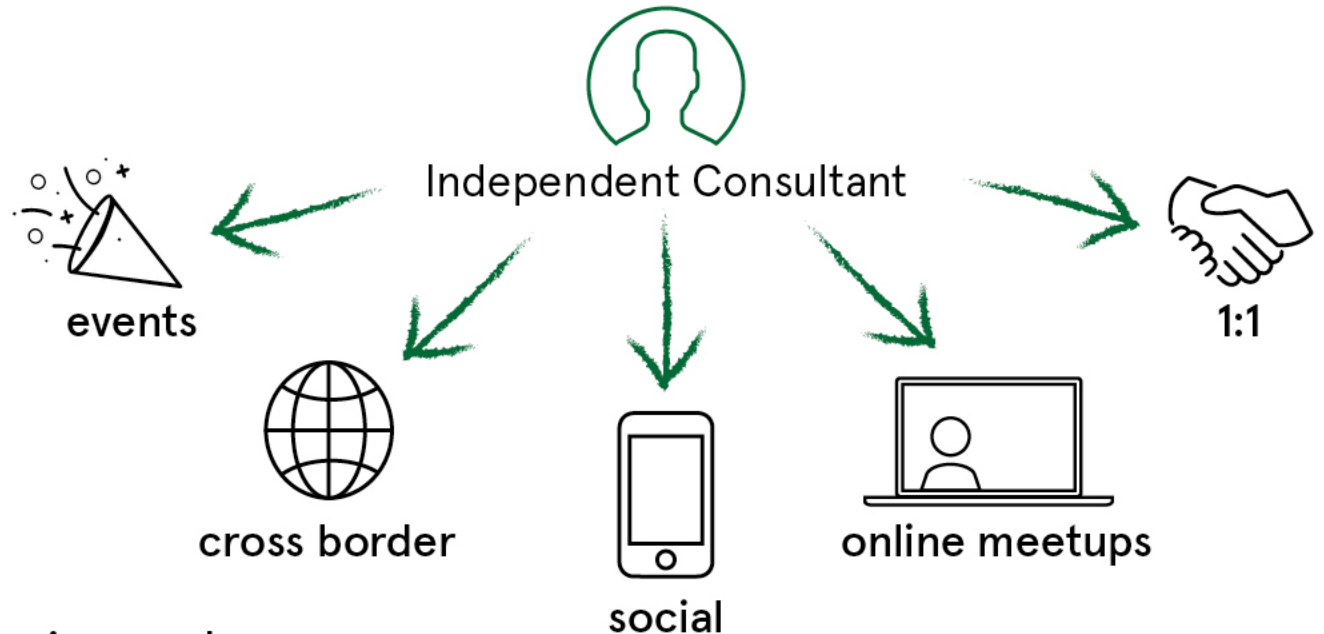 Independent Consultant
events
1:1
cross border
online meetups
social